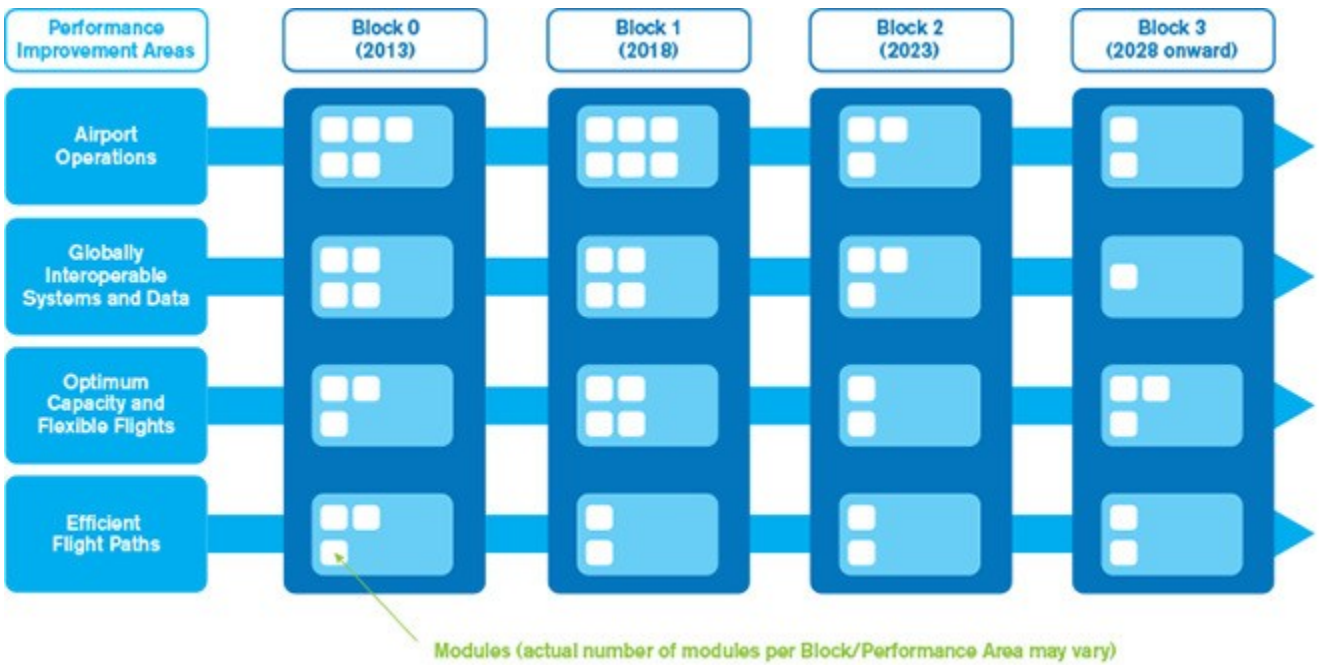 Performance
Improvement Areas
Block 0
(2013)
Block 1
(2018)
Block 2
(2023)
Block 3
(2028 onward)
Airport
Operations
Globally
Interoperable
Systems and Data
Optimum
Capacity and
Flexible Flights
Efficient
Flight Paths
Modules (actual number of modules per Block/Performance Area may vary)